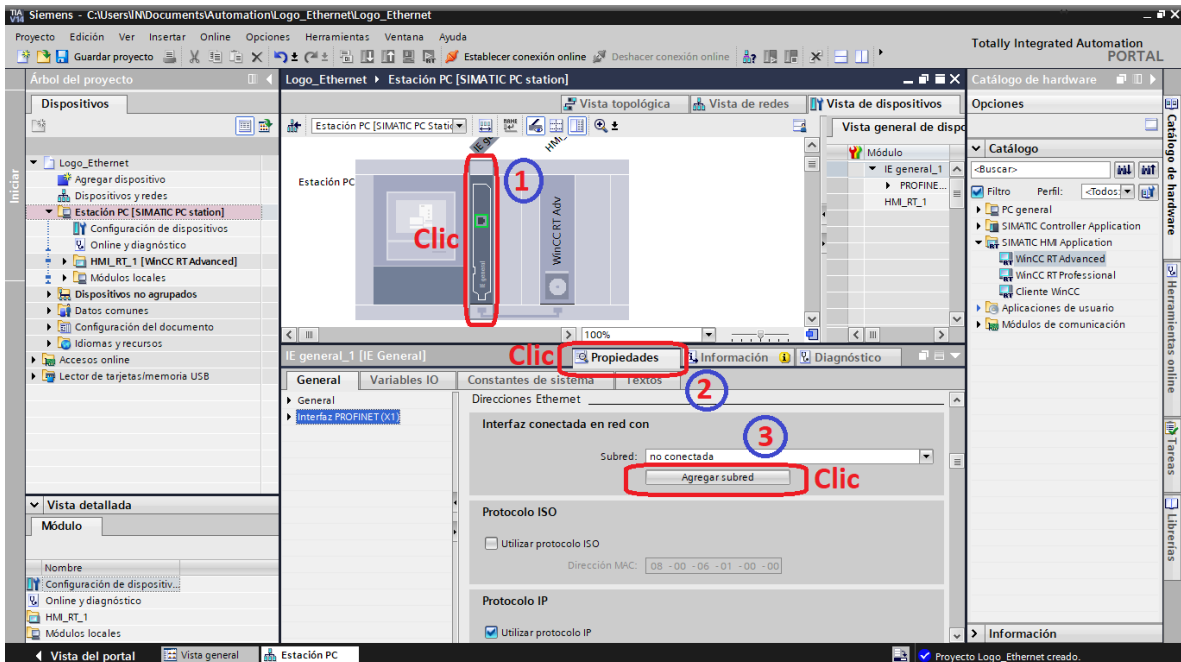 TIA V14 Siemens - C:\Users\IN\Documents\Automation\Logo_Ethernet\Logo_Ethernet
Proyecto Edición Ver Insertar Online Opciones Herramientas Ventana Ayuda
Totally Integrated Automation
PORTAL
Guardar proyecto
Establecer conexión online
Deshacer conexión online
Árbol del proyecto
Dispositivos
Iniciar
Logo_Ethernet
Agregar dispositivo
Dispositivos y redes
Estación PC [SIMATIC PC station]
Configuración de dispositivos
Online y diagnóstico
HMI_RT_1 [WinCC RT Advanced]
Módulos locales
Dispositivos no agrupados
Datos comunes
Configuración del documento
Idiomas y recursos
Accesos online
Lector de tarjetas/memoria USB
Vista detallada
Módulo
Nombre
Configuración de dispositiv...
Online y diagnóstico
HMI_RT_1
Módulos locales
Logo_Ethernet Estación PC [SIMATIC PC station]
Vista topológica
Vista de redes
Vista de dispositivos
Estación PC [SIMATIC PC Static
Estación PC
Clic
1
IE general
WinCC RT Adv
100%
Vista general de dispo
Módulo
IE general_1
PROFINE...
HMI_RT_1
IE general_1 [IE General]
Clic
Propiedades
Información
Diagnóstico
2
General
Variables IO
Constantes de sistema
Textos
General
Interfaz PROFINET (X1)
Direcciones Ethernet
Interfaz conectada en red con
3
Subred: no conectada
Agregar subred
Clic
Protocolo ISO
Utilizar protocolo ISO
Dirección MAC: 08 -00 -06 -01 -00 -00
Protocolo IP
Utilizar protocolo IP
Catálogo de hardware
Opciones
Catálogo
<Buscar>
Filtro Perfil: <Todos>
PC general
SIMATIC Controller Application
SIMATIC HMI Application
WinCC RT Advanced
WinCC RT Professional
Cliente WinCC
Aplicaciones de usuario
Módulos de comunicación
Información
Catálogo de hardware
Herramientas online
Tareas
Librerías
Vista del portal
Vista general
Estación PC
Proyecto Logo_Ethernet creado.